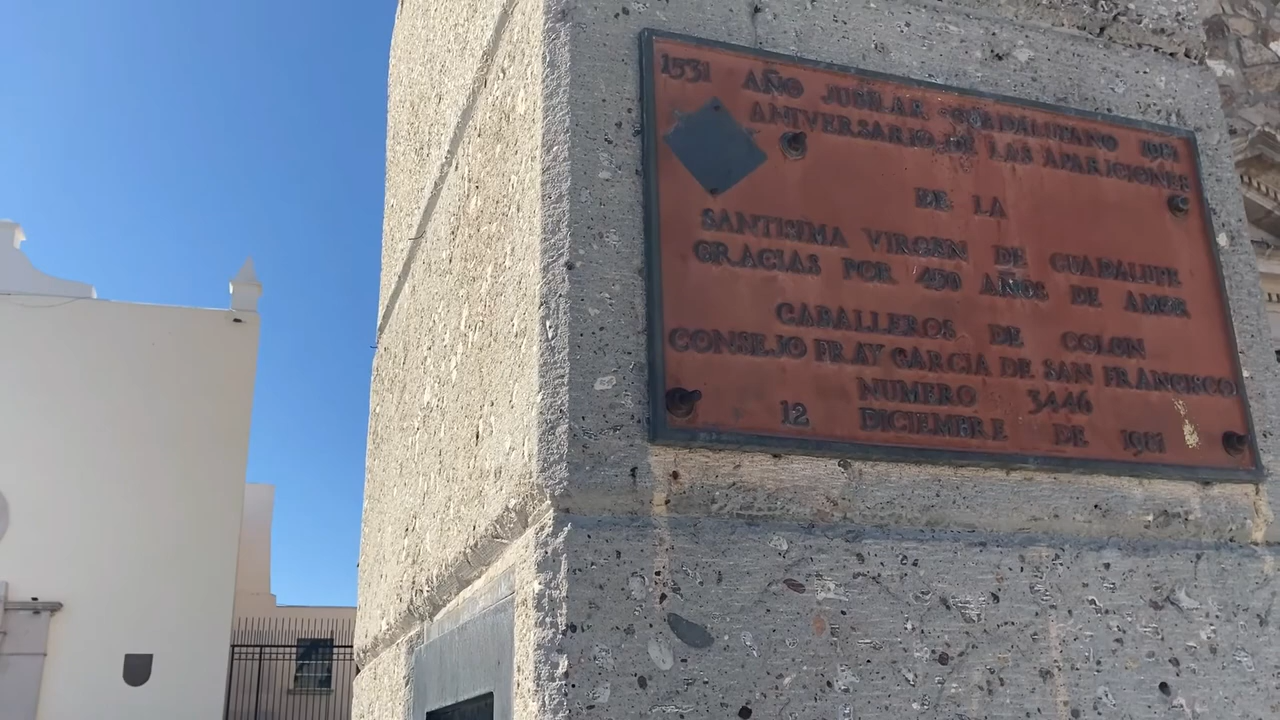 1531 AÑO JUBILAR GUADALUPANO 1981
ANIVERSARIO DE LAS APARICIONES
DE LA
SANTISIMA VIRGEN DE GUADALUPE
GRACIAS POR 450 AÑOS DE AMOR
CABALLEROS DE COLON
CONSEJO FRAY GARCIA DE SAN FRANCISCO
NUMERO 3446
12 DICIEMBRE DE 1981